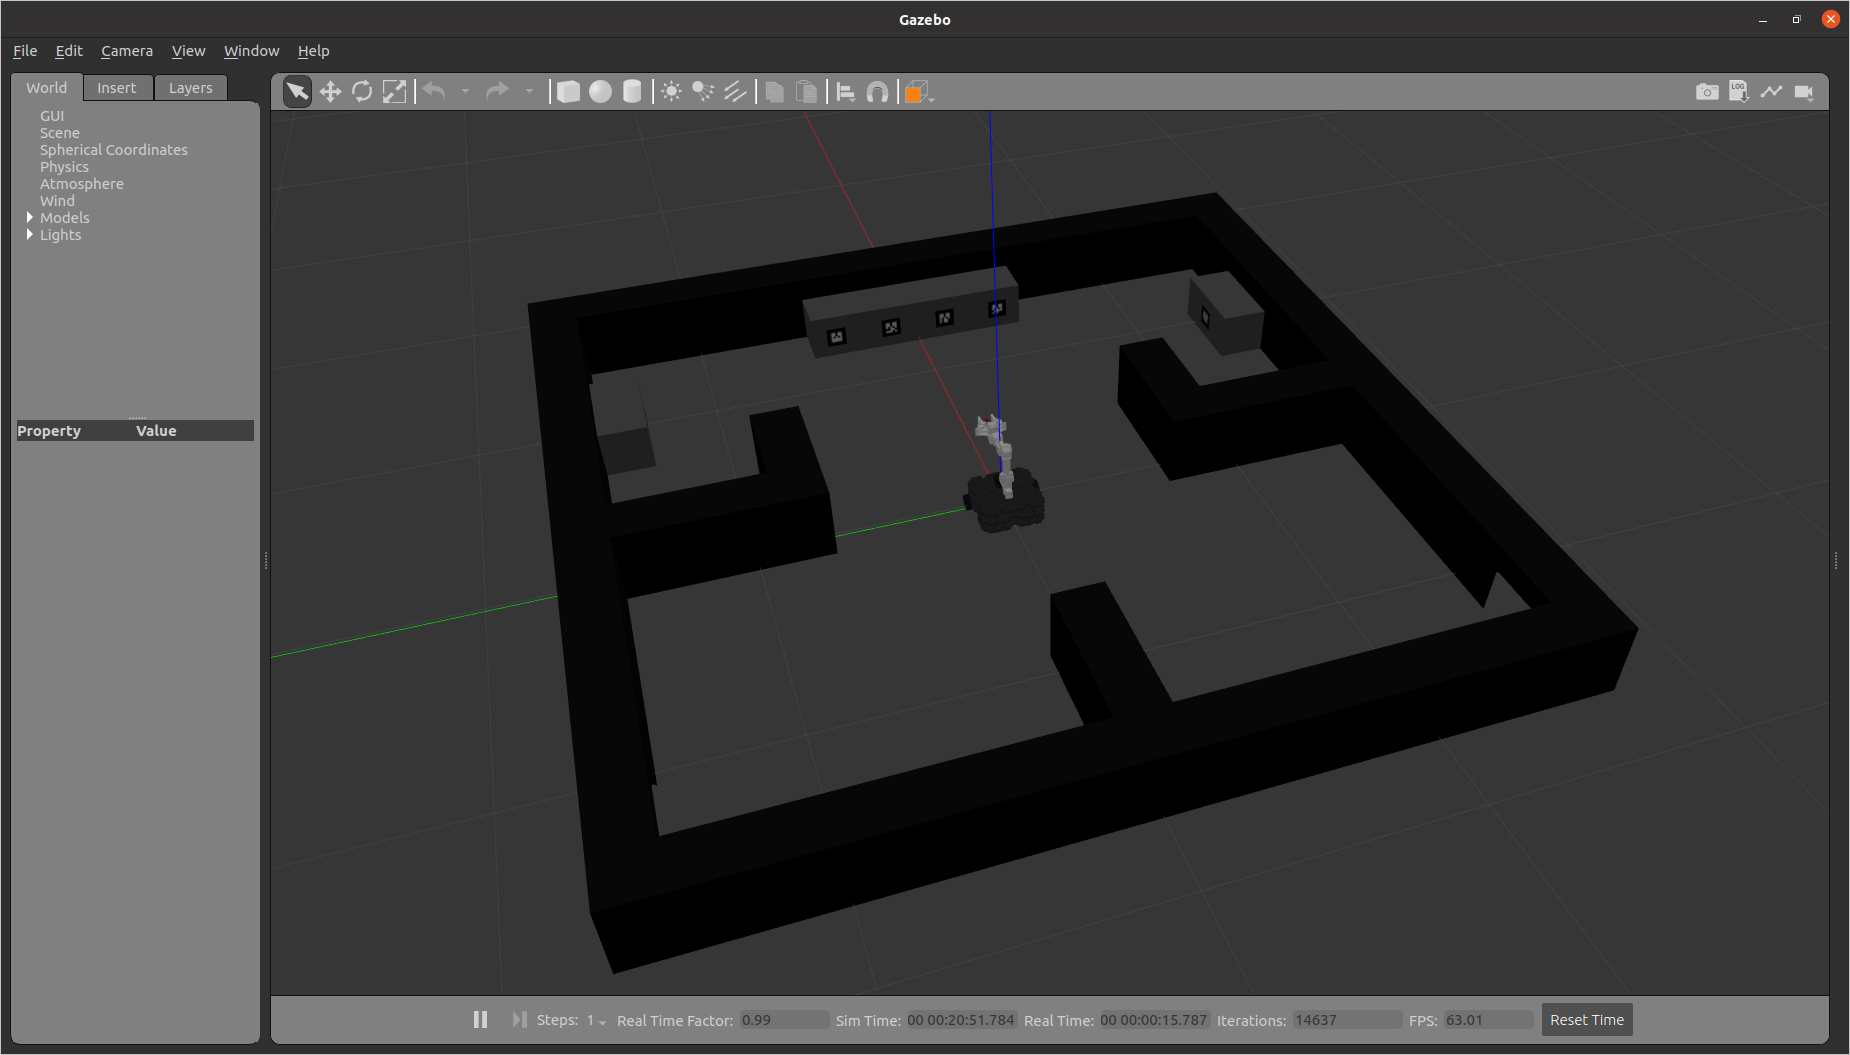 Gazebo
File Edit Camera View Window Help
World Insert Layers
LOG
GUI
Scene
Spherical Coordinates
Physics
Atmosphere
Wind
Models
Lights
Property Value
Steps: 1 Real Time Factor: 0.99 Sim Time: 00 00:20:51.784 Real Time: 00 00:00:15.787 Iterations: 14637 FPS: 63.01 Reset Time